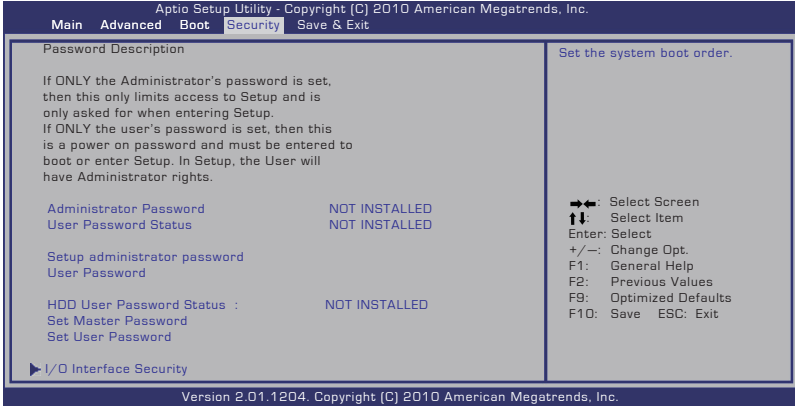 Aptio Setup Utility - Copyright (C) 2010 American Megatrends, Inc.
Main Advanced Boot Security Save & Exit
Password Description
If ONLY the Administrator's password is set,
then this only limits access to Setup and is
only asked for when entering Setup.
If ONLY the user's password is set, then this
is a power on password and must be entered to
boot or enter Setup. In Setup, the User will
have Administrator rights.
Administrator Password NOT INSTALLED
User Password Status NOT INSTALLED
Setup administrator password
User Password
HDD User Password Status : NOT INSTALLED
Set Master Password
Set User Password
I/O Interface Security
Set the system boot order.
→←: Select Screen
↑↓: Select Item
Enter: Select
+/—: Change Opt.
F1: General Help
F2: Previous Values
F9: Optimized Defaults
F10: Save ESC: Exit
Version 2.01.1204. Copyright (C) 2010 American Megatrends, Inc.